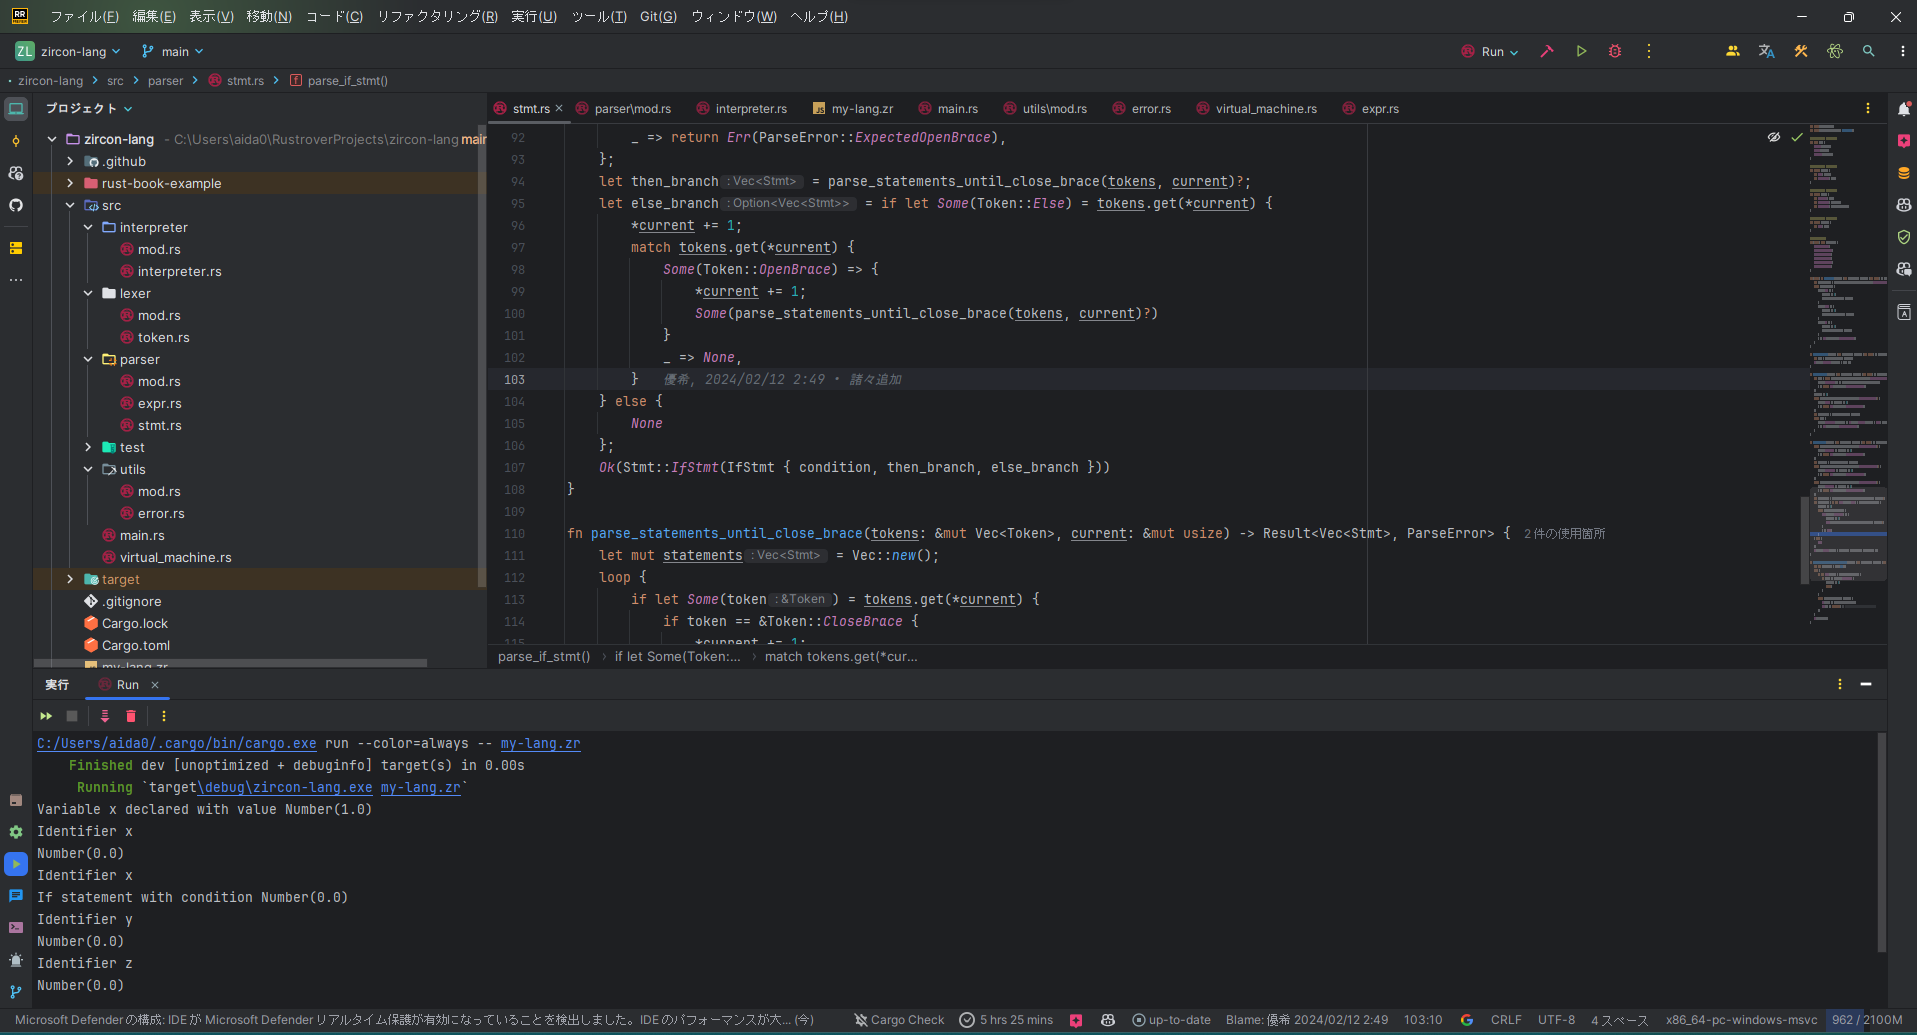 RR
ファイル(F) 編集(E) 表示(V) 移動(N) コード(C) リファクタリング(R) 実行(U) ツール(T) Git(G) ウィンドウ(W) ヘルプ(H)
ZL zircon-lang main Run
zircon-lang > src > parser > stmt.rs > parse_if_stmt()
プロジェクト
zircon-lang - C:\Users\aida0\RustroverProjects\zircon-lang main
.github
rust-book-example
src
interpreter
mod.rs
interpreter.rs
lexer
mod.rs
token.rs
parser
mod.rs
expr.rs
stmt.rs
test
utils
mod.rs
error.rs
main.rs
virtual_machine.rs
target
.gitignore
Cargo.lock
Cargo.toml
my-lang.zr
stmt.rs parser\mod.rs interpreter.rs my-lang.zr main.rs utils\mod.rs error.rs virtual_machine.rs expr.rs
92 _ => return Err(ParseError::ExpectedOpenBrace),
93 };
94 let then_branch : Vec<Stmt> = parse_statements_until_close_brace(tokens, current)?;
95 let else_branch : Option<Vec<Stmt>> = if let Some(Token::Else) = tokens.get(*current) {
96 *current += 1;
97 match tokens.get(*current) {
98 Some(Token::OpenBrace) => {
99 *current += 1;
100 Some(parse_statements_until_close_brace(tokens, current)?)
101 }
102 _ => None,
103 } 優希, 2024/02/12 2:49 • 諸々追加
104 } else {
105 None
106 };
107 Ok(Stmt::IfStmt(IfStmt { condition, then_branch, else_branch }))
108 }
109
110 fn parse_statements_until_close_brace(tokens: &mut Vec<Token>, current: &mut usize) -> Result<Vec<Stmt>, ParseError> { 2 件の使用箇所
111 let mut statements : Vec<Stmt> = Vec::new();
112 loop {
113 if let Some(token : &Token ) = tokens.get(*current) {
114 if token == &Token::CloseBrace {
115 *current += 1;
parse_if_stmt() > if let Some(Token:... > match tokens.get(*cur...
実行 Run
C:/Users/aida0/.cargo/bin/cargo.exe run --color=always -- my-lang.zr
Finished dev [unoptimized + debuginfo] target(s) in 0.00s
Running `target\debug\zircon-lang.exe my-lang.zr`
Variable x declared with value Number(1.0)
Identifier x
Number(0.0)
Identifier x
If statement with condition Number(0.0)
Identifier y
Number(0.0)
Identifier z
Number(0.0)
Microsoft Defender の構成: IDE が Microsoft Defender リアルタイム保護が有効になっていることを検出しました。IDE のパフォーマンスが大... (今) Cargo Check 5 hrs 25 mins up-to-date Blame: 優希 2024/02/12 2:49 103:10 CRLF UTF-8 4 スペース x86_64-pc-windows-msvc 962 / 2100M